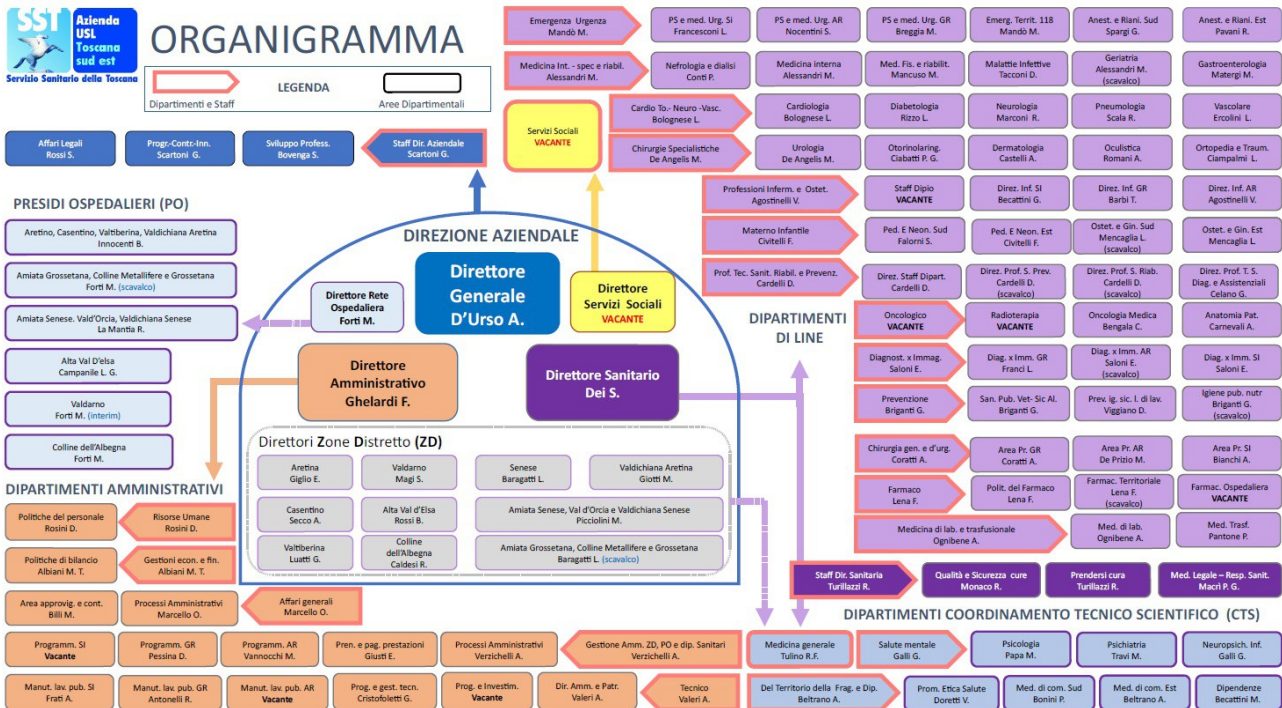 SST
Azienda
USL
Toscana
sud est
Servizio Sanitario della Toscana
ORGANIGRAMMA
LEGENDA
Dipartimenti e Staff
Aree Dipartimentali
Emergenza Urgenza
Mandò M.
PS e med. Urg. SI
Francesconi L.
PS e med. Urg. AR
Nocentini S.
PS e med. Urg. GR
Breggia M.
Emerg. Territ. 118
Mandò M.
Anest. e Riani. Sud
Spargi G.
Anest. e Riani. Est
Pavani R.
Medicina Int. - spec e riabil.
Alessandri M.
Nefrologia e dialisi
Conti P.
Medicina interna
Alessandri M.
Med. Fis. e riabilit.
Mancuso M.
Malattie Infettive
Tacconi D.
Geriatria
Alessandri M.
(scavalco)
Gastroenterologia
Matergi M.
Servizi Sociali
VACANTE
Cardio To.- Neuro -Vasc.
Bolognese L.
Cardiologia
Bolognese L.
Diabetologia
Rizzo L.
Neurologia
Marconi R.
Pneumologia
Scala R.
Vascolare
Ercolini L.
Chirurgie Specialistiche
De Angelis M.
Urologia
De Angelis M.
Otorinolaring.
Ciabatti P. G.
Dermatologia
Castelli A.
Oculistica
Romani A.
Ortopedia e Traum.
Ciampalmi L.
Affari Legali
Rossi S.
Progr.-Contr.-Inn.
Scartoni G.
Sviluppo Profess.
Bovenga S.
Staff Dir. Aziendale
Scartoni G.
Professioni Inferm. e Ostet.
Agostinelli V.
Staff Dipio
VACANTE
Direz. Inf. SI
Becattini G.
Direz. Inf. GR
Barbi T.
Direz. Inf. AR
Agostinelli V.
Materno Infantile
Civitelli F.
Ped. E Neon. Sud
Falorni S.
Ped. E Neon. Est
Civitelli F.
Ostet. e Gin. Sud
Mencaglia L.
(scavalco)
Ostet. e Gin. Est
Mencaglia L.
Prof. Tec. Sanit. Riabil. e Prevenz.
Cardelli D.
Direz. Staff Dipart.
Cardelli D.
Direz. Prof. S. Prev.
Cardelli D.
(scavalco)
Direz. Prof. S. Riab.
Cardelli D.
(scavalco)
Direz. Prof. T. S.
Diag. e Assistenziali
Celano G.
PRESIDI OSPEDALIERI (PO)
Aretino, Casentino, Valtiberina, Valdichiana Aretina
Innocenti B.
Amiata Grossetana, Colline Metallifere e Grossetana
Forti M. (scavalco)
Amiata Senese. Vald'Orcia, Valdichiana Senese
La Mantia R.
Alta Val D'elsa
Campanile L. G.
Valdarno
Forti M. (interim)
Colline dell'Albegna
Forti M.
DIREZIONE AZIENDALE
Direttore Rete
Ospedaliera
Forti M.
Direttore
Generale
D'Urso A.
Direttore
Servizi Sociali
VACANTE
Direttore
Amministrativo
Ghelardi F.
Direttore Sanitario
Dei S.
Direttori Zone Distretto (ZD)
Aretina
Giglio E.
Valdarno
Magi S.
Senese
Baragatti L.
Valdichiana Aretina
Giotti M.
Casentino
Secco A.
Alta Val d'Elsa
Rossi B.
Amiata Senese, Val d'Orcia e Valdichiana Senese
Picciolini M.
Valtiberina
Luatti G.
Colline
dell'Albegna
Caldesi R.
Amiata Grossetana, Colline Metallifere e Grossetana
Baragatti L. (scavalco)
DIPARTIMENTI
DI LINE
Oncologico
VACANTE
Radioterapia
VACANTE
Oncologia Medica
Bengala C.
Anatomia Pat.
Carnevali A.
Diagnost. x Immag.
Saloni E.
Diag. x Imm. GR
Franci L.
Diag. x Imm. AR
Saloni E.
(scavalco)
Diag. x Imm. SI
Saloni E.
Prevenzione
Briganti G.
San. Pub. Vet- Sic Al.
Briganti G.
Prev. ig. sic. l. di lav.
Viggiano D.
Igiene pub. nutr
Briganti G.
(scavalco)
Chirurgia gen. e d'urg.
Coratti A.
Area Pr. GR
Coratti A.
Area Pr. AR
De Prizio M.
Area Pr. SI
Bianchi A.
Farmaco
Lena F.
Polit. del Farmaco
Lena F.
Farmac. Territoriale
Lena F.
(scavalco)
Farmac. Ospedaliera
VACANTE
Medicina di lab. e trasfusionale
Ognibene A.
Med. di lab.
Ognibene A.
Med. Trasf.
Pantone P.
Staff Dir. Sanitaria
Turillazzi R.
Qualità e Sicurezza cure
Monaco R.
Prendersi cura
Turillazzi R.
Med. Legale – Resp. Sanit.
Macrì P. G.
DIPARTIMENTI AMMINISTRATIVI
Politiche del personale
Rosini D.
Risorse Umane
Rosini D.
Politiche di bilancio
Albiani M. T.
Gestioni econ. e fin.
Albiani M. T.
Area approvig. e cont.
Billi M.
Processi Amministrativi
Marcello O.
Affari generali
Marcello O.
Programm. SI
Vacante
Programm. GR
Pessina D.
Programm. AR
Vannocchi M.
Pren. e pag. prestazioni
Giusti E.
Processi Amministrativi
Verzichelli A.
Gestione Amm. ZD, PO e dip. Sanitari
Verzichelli A.
Manut. lav. pub. SI
Frati A.
Manut. lav. pub. GR
Antonelli R.
Manut. lav. pub. AR
Vacante
Prog. e gest. tecn.
Cristofoletti G.
Prog. e Investim.
Vacante
Dir. Amm. e Patr.
Valeri A.
Tecnico
Valeri A.
DIPARTIMENTI COORDINAMENTO TECNICO SCIENTIFICO (CTS)
Medicina generale
Tulino R.F.
Salute mentale
Galli G.
Psicologia
Papa M.
Psichiatria
Travi M.
Neuropsich. Inf.
Galli G.
Del Territorio della Frag. e Dip.
Beltrano A.
Prom. Etica Salute
Doretti V.
Med. di com. Sud
Bonini P.
Med. di com. Est
Beltrano A.
Dipendenze
Becattini M.